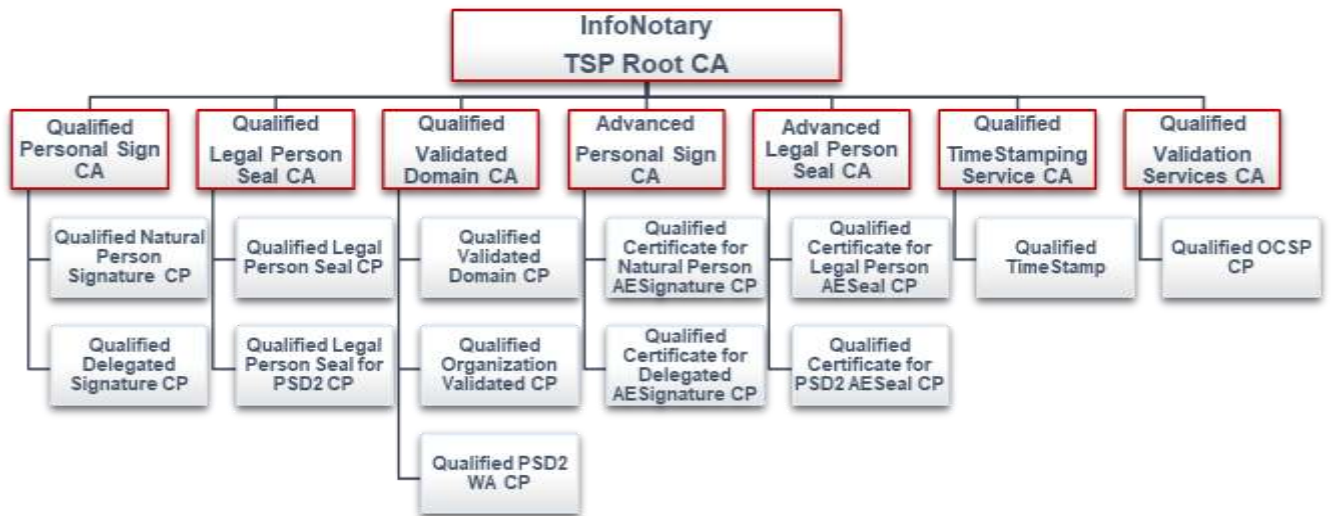 InfoNotary
TSP Root CA
Qualified
Personal Sign
CA
Qualified
Legal Person
Seal CA
Qualified
Validated
Domain CA
Advanced
Personal Sign
CA
Advanced
Legal Person
Seal CA
Qualified
TimeStamping
Service CA
Qualified
Validation
Services CA
Qualified Natural
Person
Signature CP
Qualified Legal
Person Seal CP
Qualified
Validated
Domain CP
Qualified
Certificate for
Natural Person
AESignature CP
Qualified
Certificate for
Legal Person
AESeal CP
Qualified
TimeStamp
Qualified OCSP
CP
Qualified
Delegated
Signature CP
Qualified Legal
Person Seal for
PSD2 CP
Qualified
Organization
Validated CP
Qualified
Certificate for
Delegated
AESignature CP
Qualified
Certificate for
PSD2 AESeal CP
Qualified PSD2
WA CP